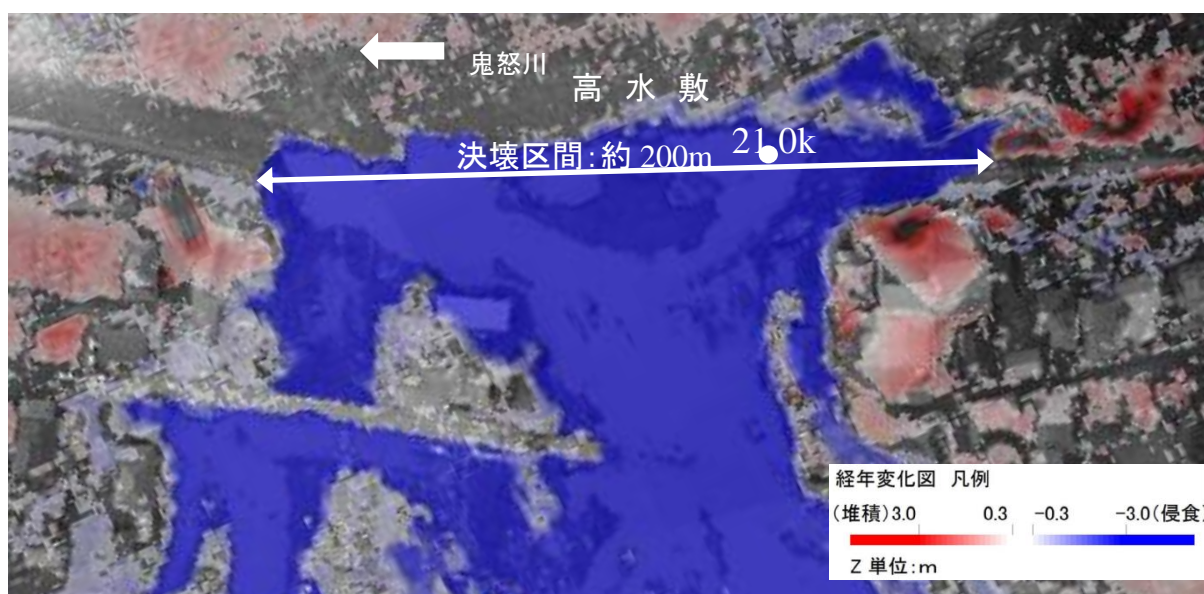 鬼怒川
高 水 敷
決壊区間:約 200m
21.0k
経年変化図 凡例
(堆積)3.0 0.3 -0.3 -3.0(侵食)
Z 単位:m